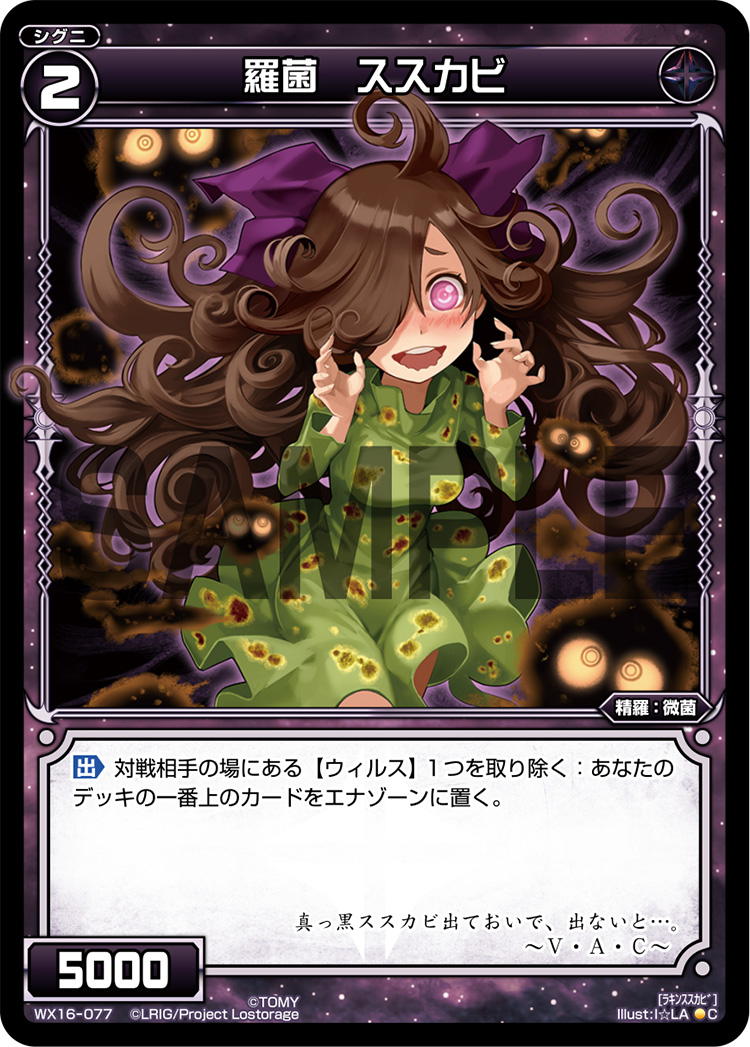 シグニ
2
羅菌　ススカビ
SAMPLE
精羅：微菌
出 対戦相手の場にある【ウィルス】１つを取り除く：あなたの
デッキの一番上のカードをエナゾーンに置く。
真っ黒ススカビ出ておいで、出ないと…。
～V・A・C～
5000
[ﾗｷﾝｽｽｶﾋﾞ]
©TOMY
WX16-077 ©LRIG/Project Lostorage
Illust:I☆LA C